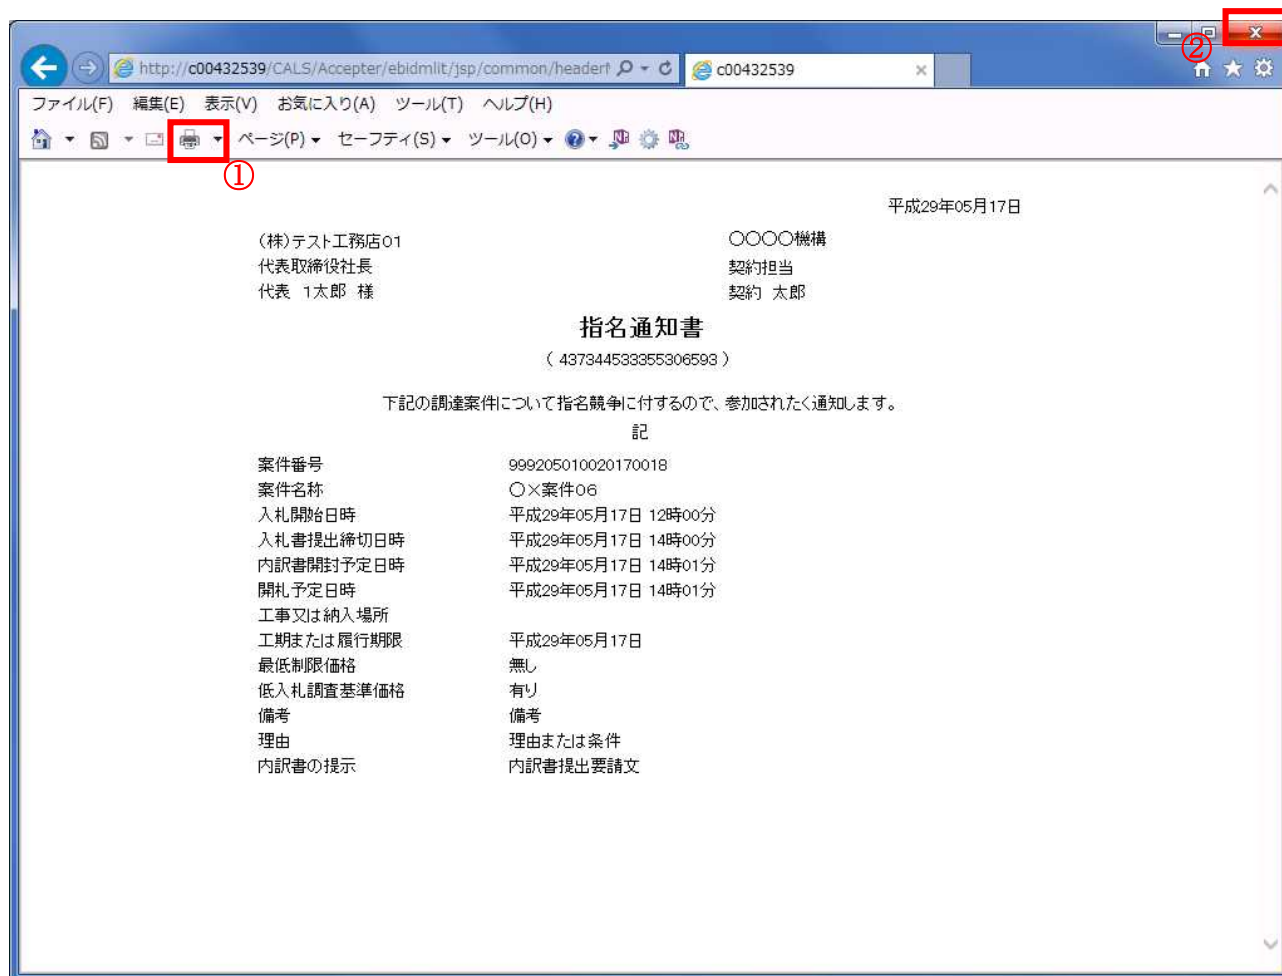 ②
http://c00432539/CALS/Accepter/ebidmlit/jsp/common/header
c00432539
ファイル(F) 編集(E) 表示(V) お気に入り(A) ツール(T) ヘルプ(H)
ページ(P) セーフティ(S) ツール(O)
①
平成29年05月17日
(株)テスト工務店01
〇〇〇〇機構
代表取締役社長
契約担当
代表 1太郎 様
契約 太郎
指名通知書
( 437344533355306593 )
下記の調達案件について指名競争に付するので、参加されたく通知します。
記
案件番号 999205010020170018
案件名称 〇×案件06
入札開始日時 平成29年05月17日 12時00分
入札書提出締切日時 平成29年05月17日 14時00分
内訳書開封予定日時 平成29年05月17日 14時01分
開札予定日時 平成29年05月17日 14時01分
工事又は納入場所
工期または履行期限 平成29年05月17日
最低制限価格 無し
低入札調査基準価格 有り
備考 備考
理由 理由または条件
内訳書の提示 内訳書提出要請文